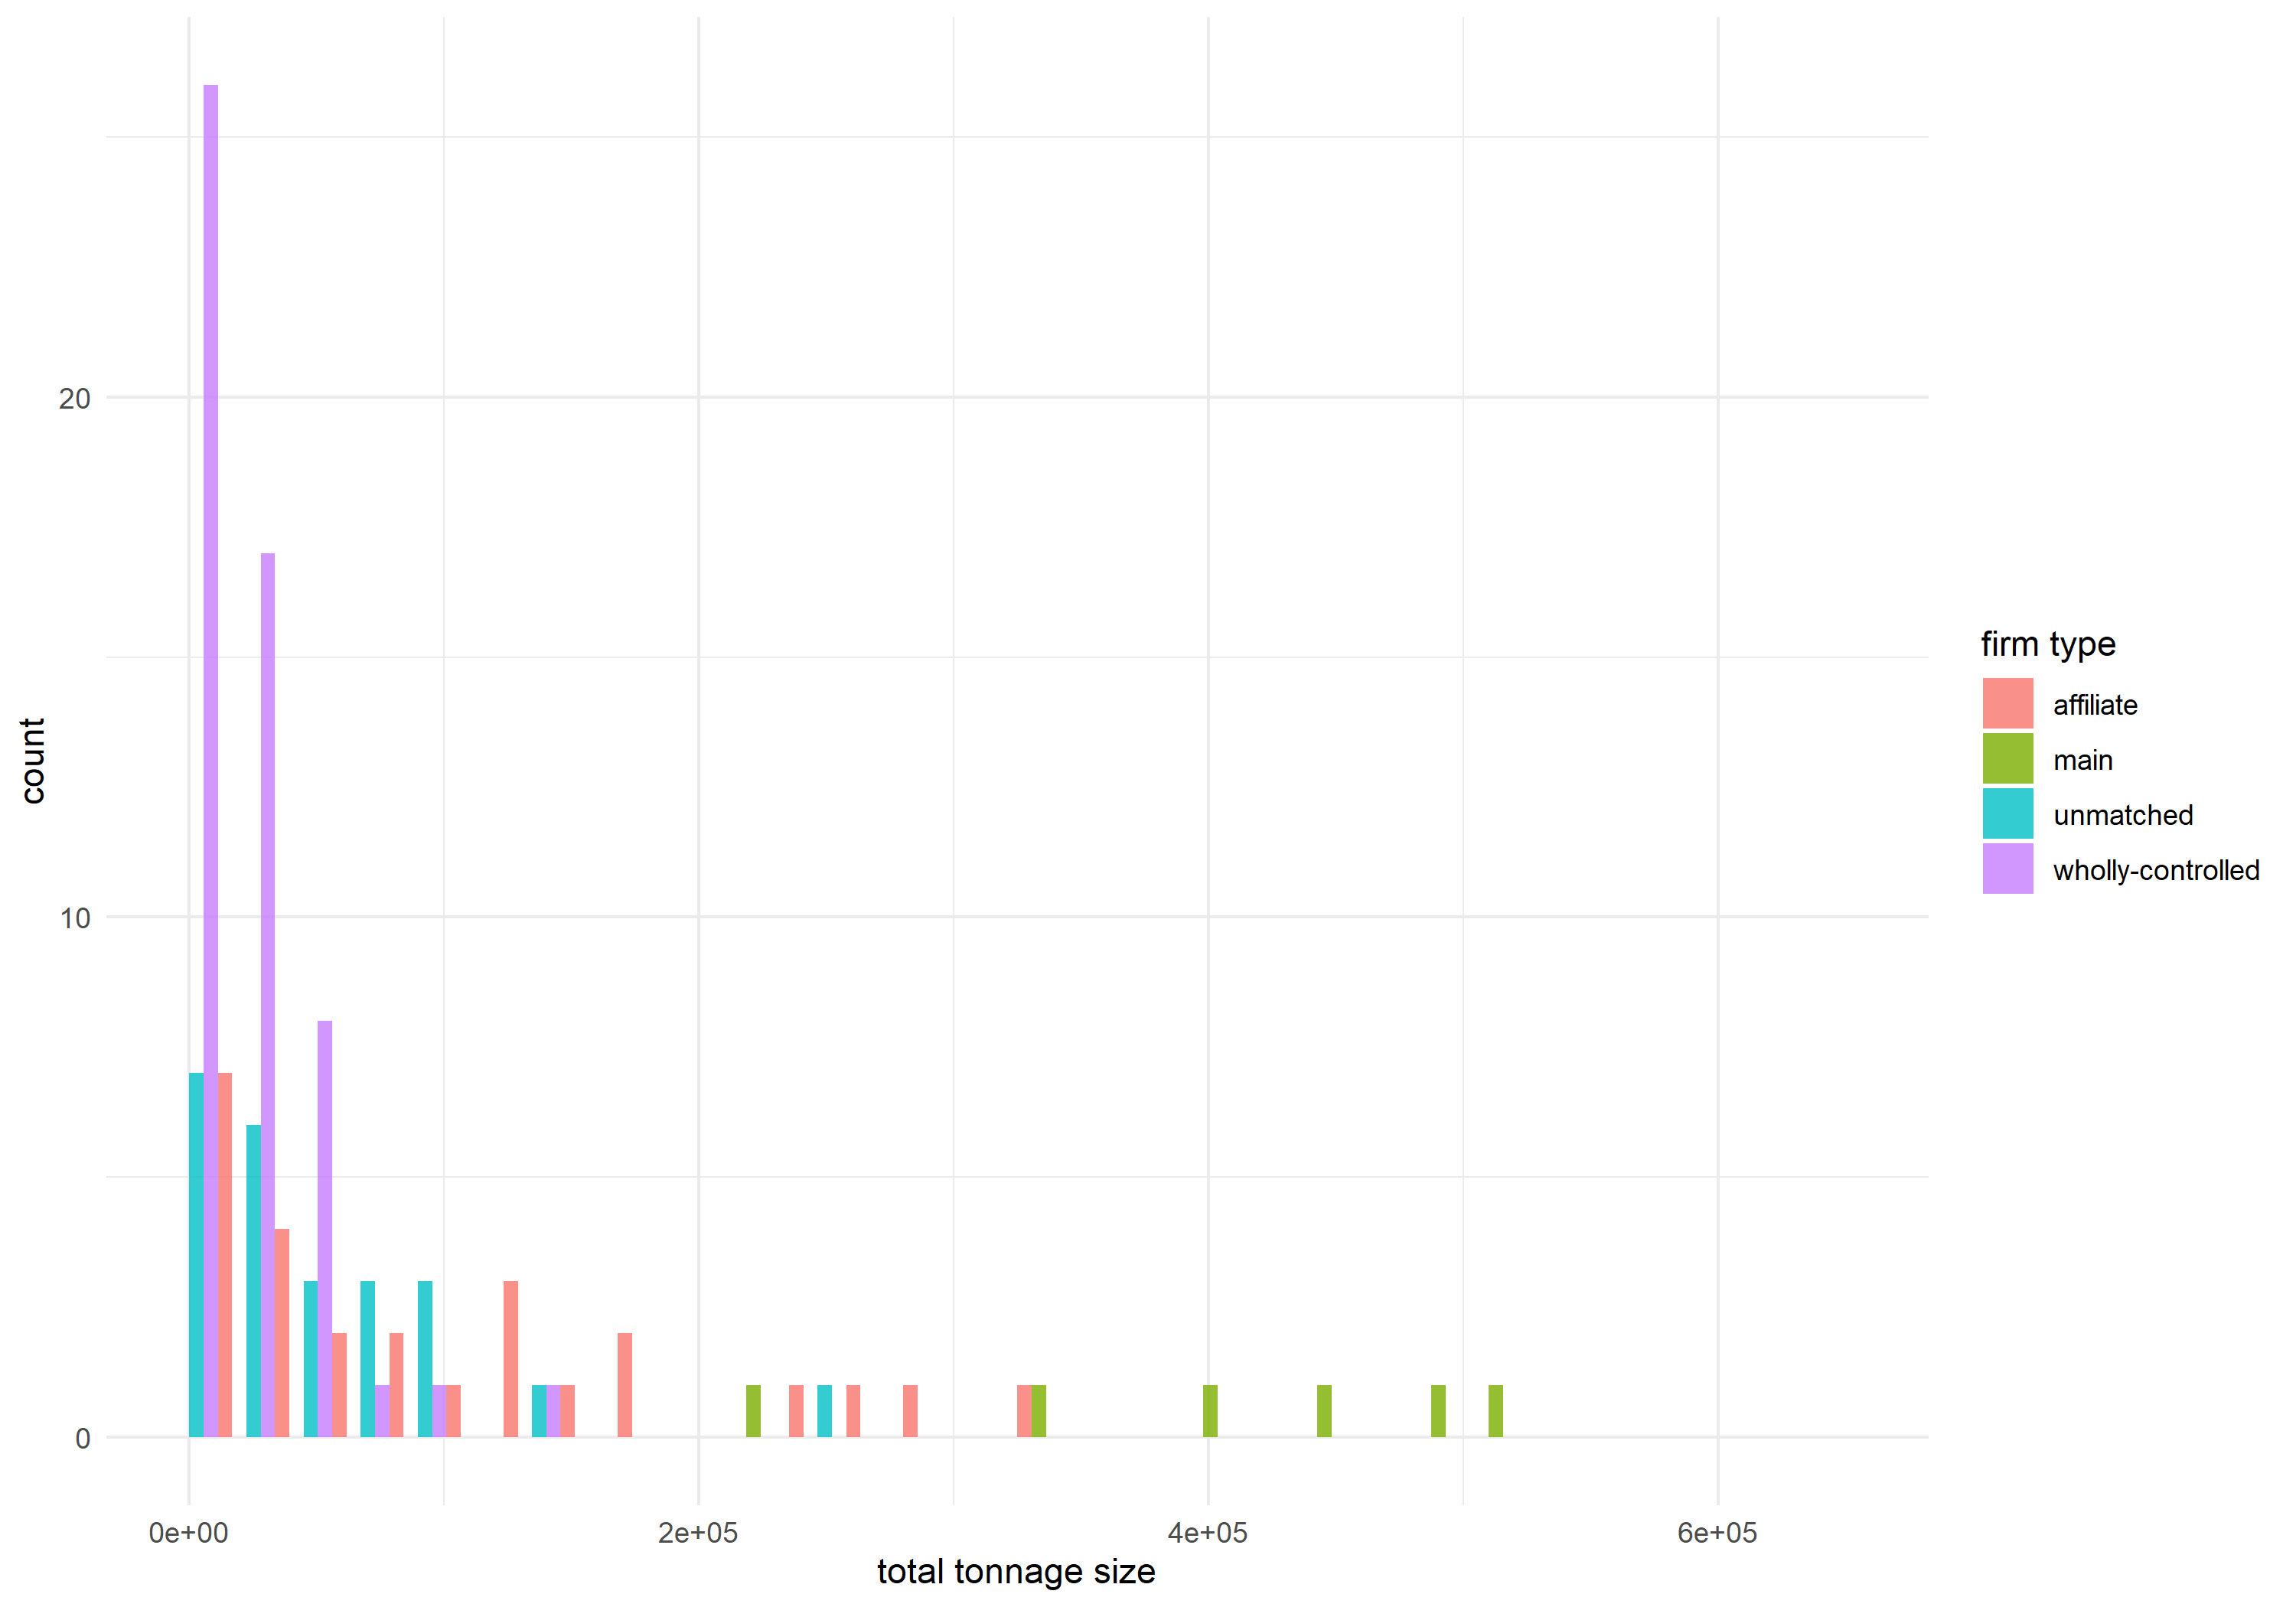 20
10
0
count
0e+00
2e+05
4e+05
6e+05
total tonnage size
firm type
affiliate
main
unmatched
wholly-controlled